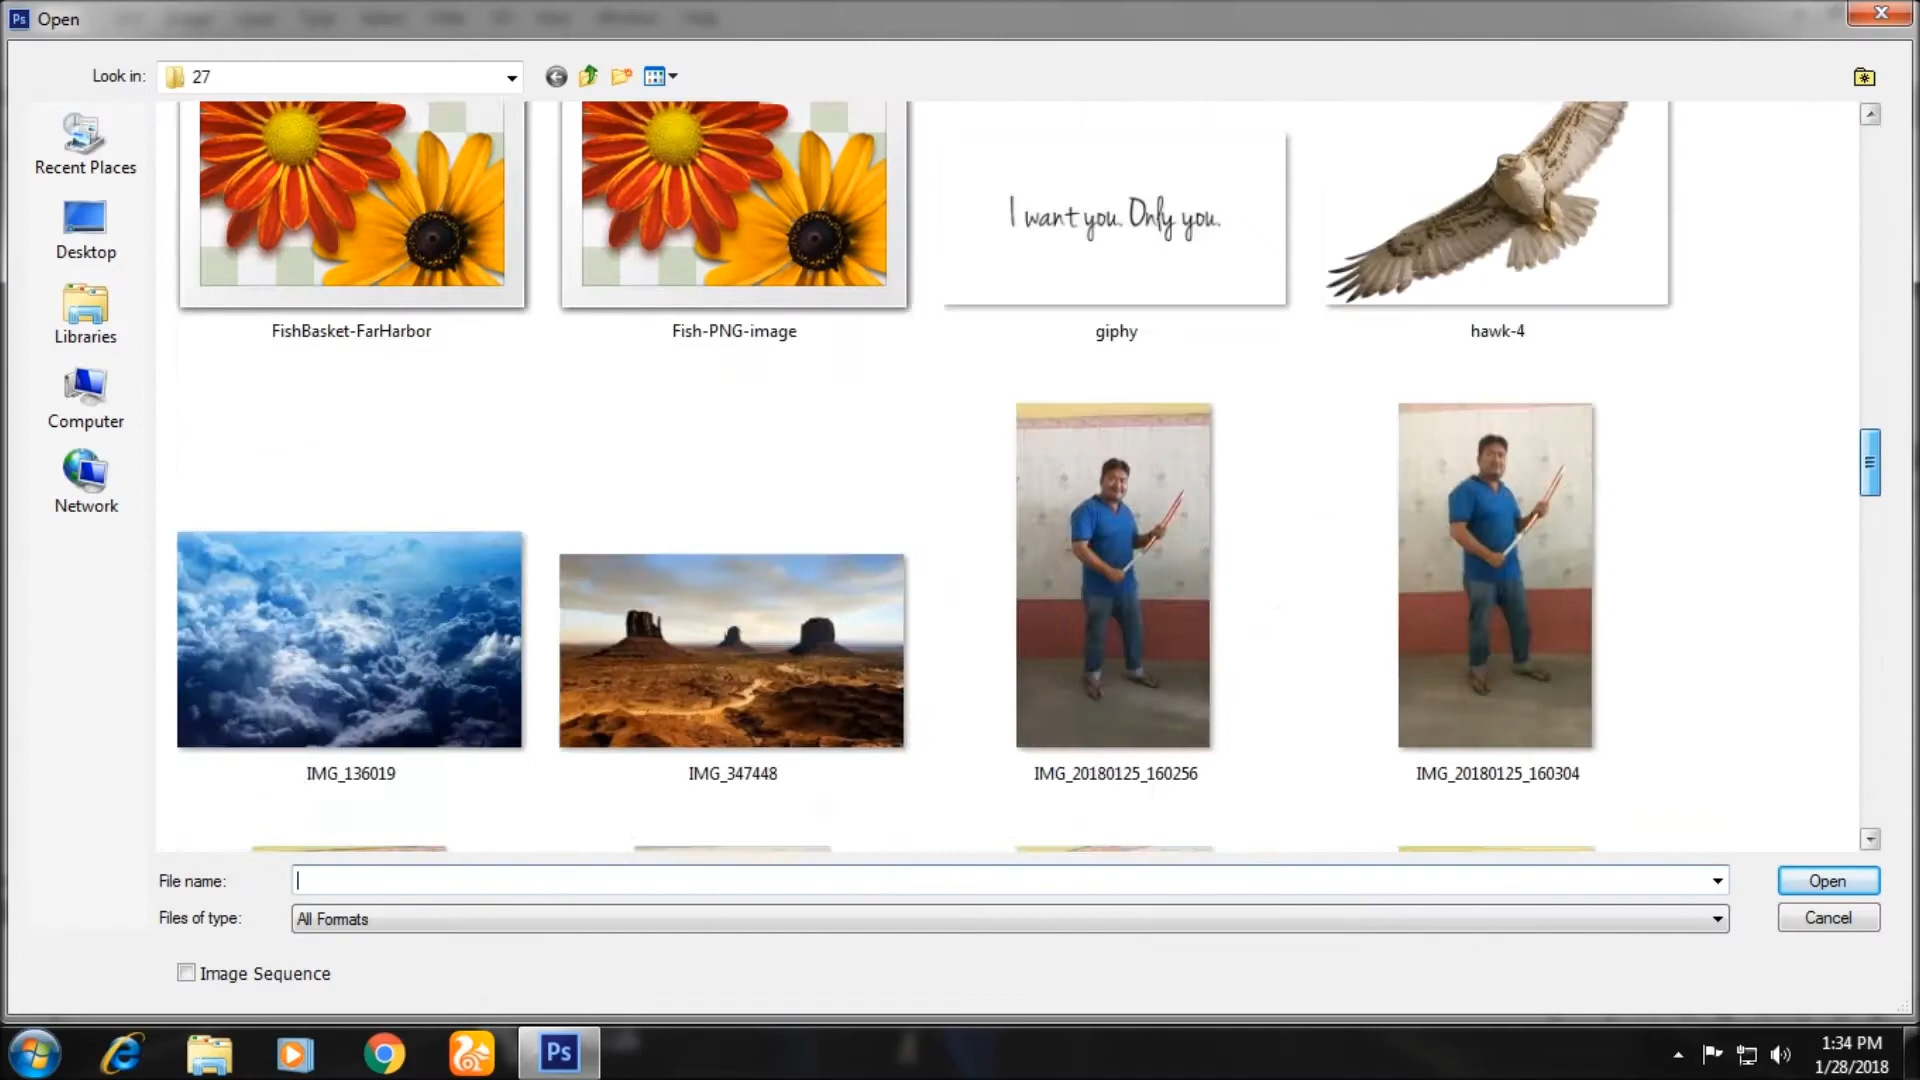 Ps Open
Look in: 27
Recent Places
Desktop
Libraries
Computer
Network
I want you. Only you.
FishBasket-FarHarbor
Fish-PNG-image
giphy
hawk-4
IMG_136019
IMG_347448
IMG_20180125_160256
IMG_20180125_160304
File name:
Open
Files of type: All Formats
Cancel
Image Sequence
Ps
1:34 PM
1/28/2018